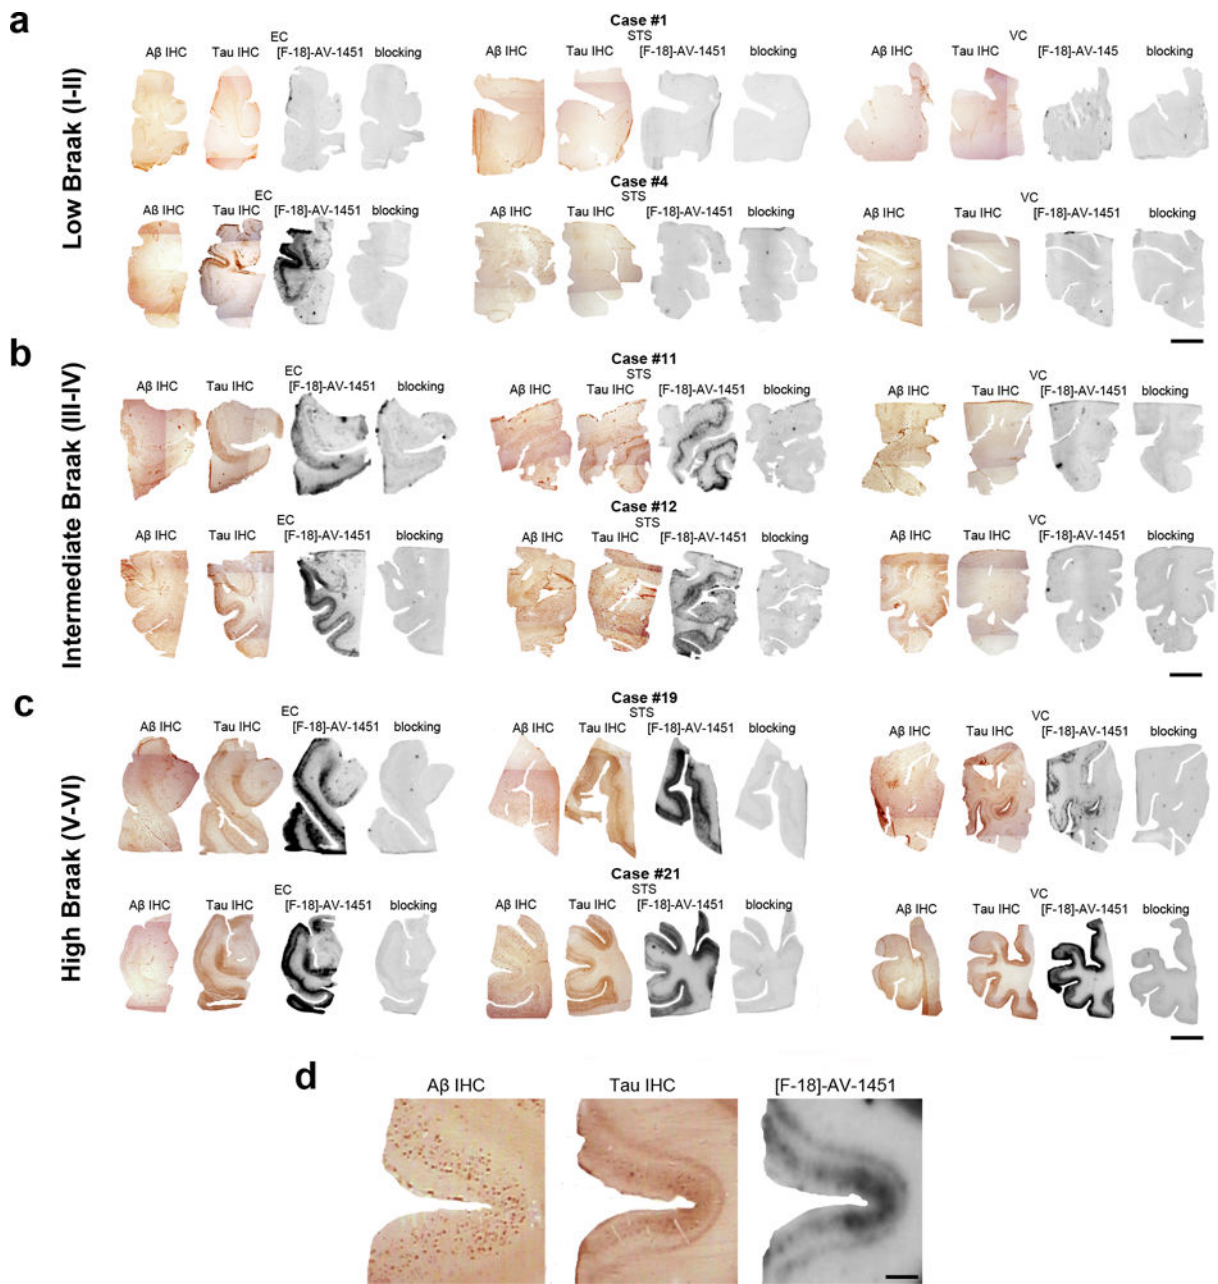 a
Low Braak (I-II)
Case #1
EC
STS
VC
Aβ IHC Tau IHC [F-18]-AV-1451 blocking
Aβ IHC Tau IHC [F-18]-AV-1451 blocking
Aβ IHC Tau IHC [F-18]-AV-145 blocking
Case #4
EC
STS
VC
Aβ IHC Tau IHC [F-18]-AV-1451 blocking
Aβ IHC Tau IHC [F-18]-AV-1451 blocking
Aβ IHC Tau IHC [F-18]-AV-1451 blocking
b
Intermediate Braak (III-IV)
Case #11
EC
STS
VC
Aβ IHC Tau IHC [F-18]-AV-1451 blocking
Aβ IHC Tau IHC [F-18]-AV-1451 blocking
Aβ IHC Tau IHC [F-18]-AV-1451 blocking
Case #12
EC
STS
VC
Aβ IHC Tau IHC [F-18]-AV-1451 blocking
Aβ IHC Tau IHC [F-18]-AV-1451 blocking
Aβ IHC Tau IHC [F-18]-AV-1451 blocking
c
High Braak (V-VI)
Case #19
EC
STS
VC
Aβ IHC Tau IHC [F-18]-AV-1451 blocking
Aβ IHC Tau IHC [F-18]-AV-1451 blocking
Aβ IHC Tau IHC [F-18]-AV-1451 blocking
Case #21
EC
STS
VC
Aβ IHC Tau IHC [F-18]-AV-1451 blocking
Aβ IHC Tau IHC [F-18]-AV-1451 blocking
Aβ IHC Tau IHC [F-18]-AV-1451 blocking
d
Aβ IHC Tau IHC [F-18]-AV-1451